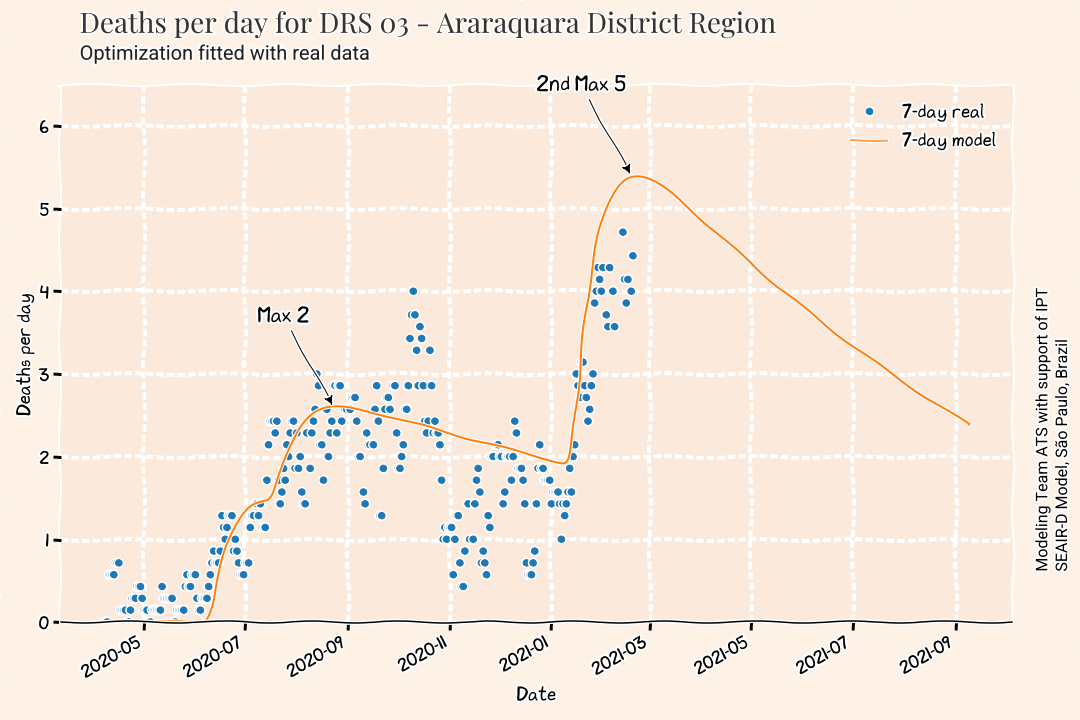 Deaths per day for DRS 03 - Araraquara District Region
Optimization fitted with real data
2nd Max 5
7-day real
7-day model
Max 2
6
5
4
3
2
1
0
Deaths per day
2020-05
2020-07
2020-09
2020-11
2021-01
2021-03
2021-05
2021-07
2021-09
Date
Modeling Team ATS with support of IPT
SEAIR-D Model, São Paulo, Brazil